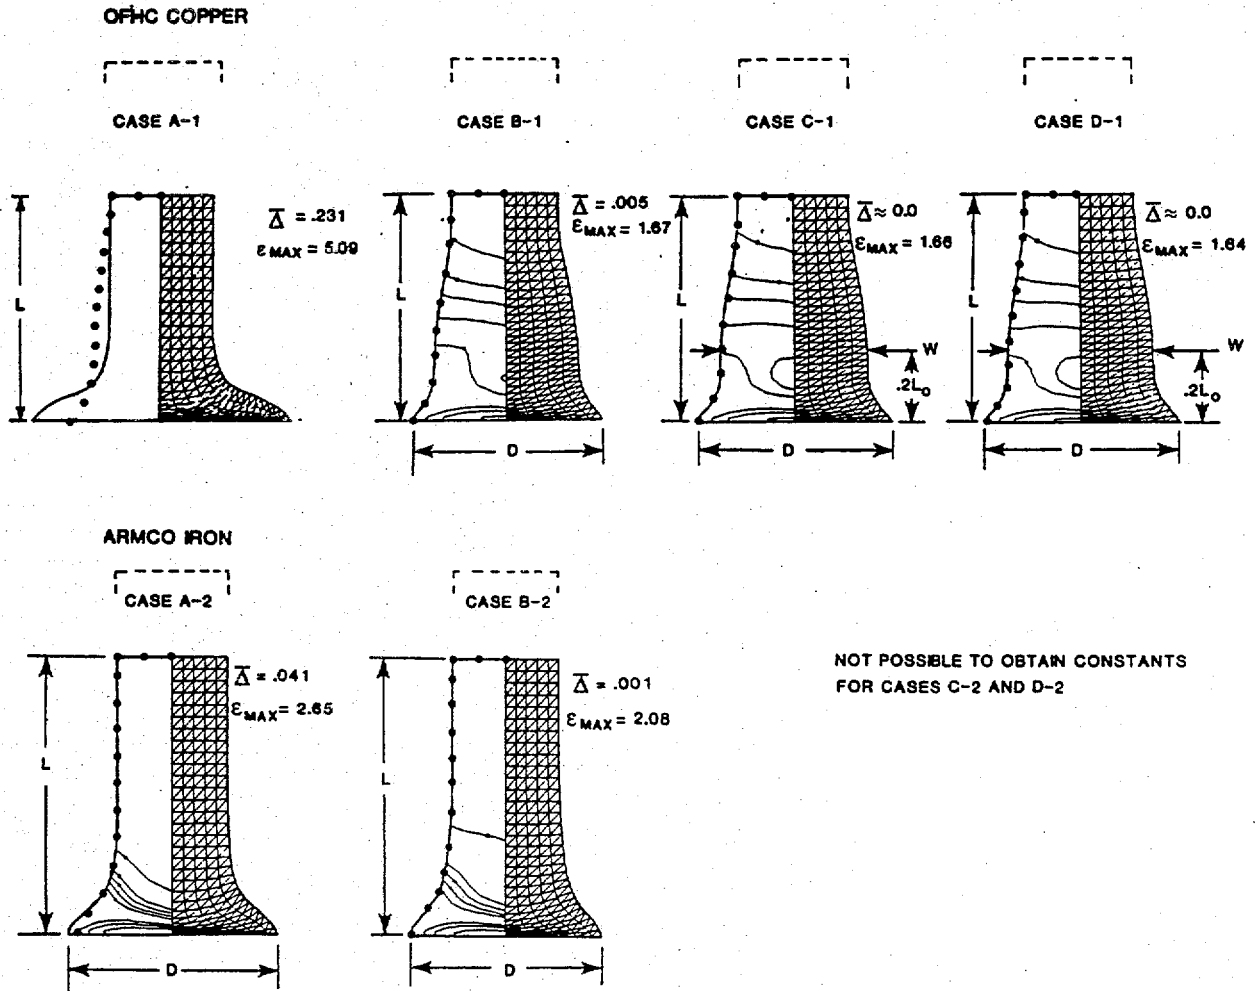 OFHC COPPER
CASE A-1
CASE B-1
CASE C-1
CASE D-1
L
Δ̅ = .231
εMAX = 5.09
L
Δ̅ = .005
εMAX = 1.67
D
L
Δ̅ ≈ 0.0
εMAX = 1.66
W
.2Lo
D
L
Δ̅ ≈ 0.0
εMAX = 1.64
W
.2Lo
D
ARMCO IRON
CASE A-2
CASE B-2
L
Δ̅ = .041
εMAX = 2.65
D
L
Δ̅ = .001
εMAX = 2.08
D
NOT POSSIBLE TO OBTAIN CONSTANTS
FOR CASES C-2 AND D-2